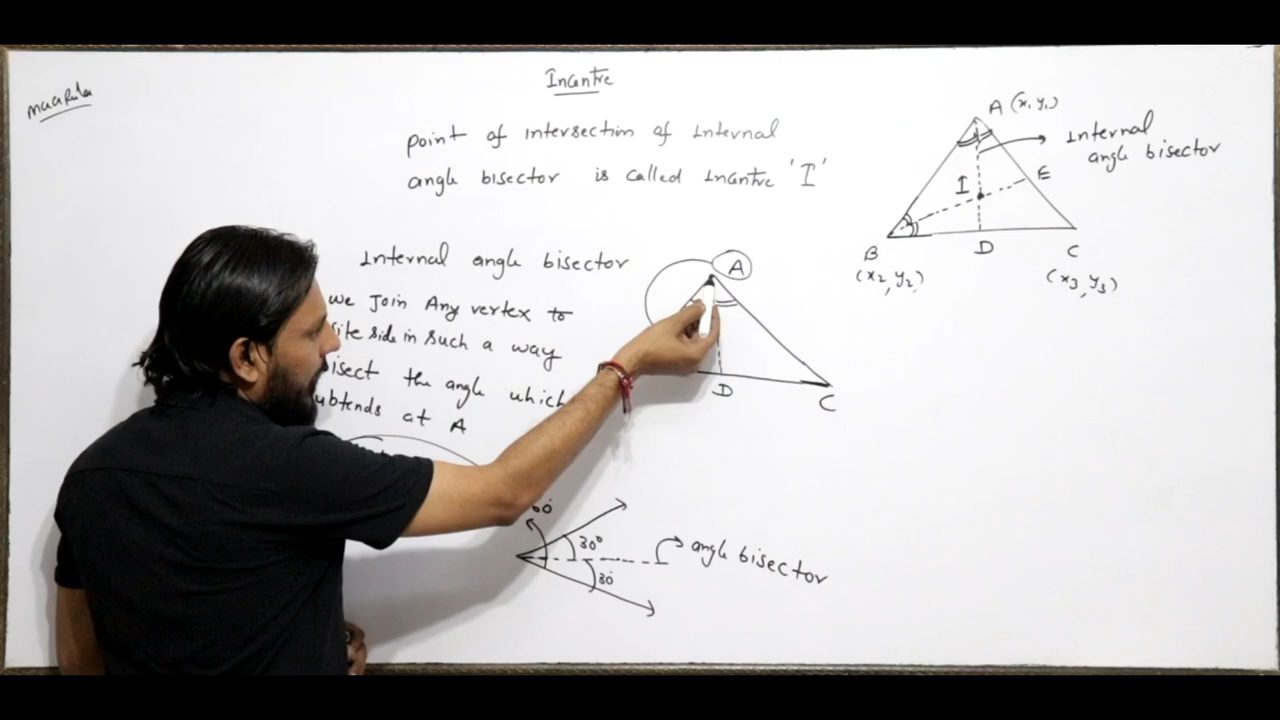 Incentre
point of intersection of Internal
angle bisector is called Incentre 'I'
A (x, y,)
Internal
angle bisector
I
E
B
D
C
(x2, y2)
(x3, y3)
Internal angle bisector
we Join Any vertex to
site side in such a way
isect the angle which
ubtends at A
A
D
C
30°
30
angle bisector